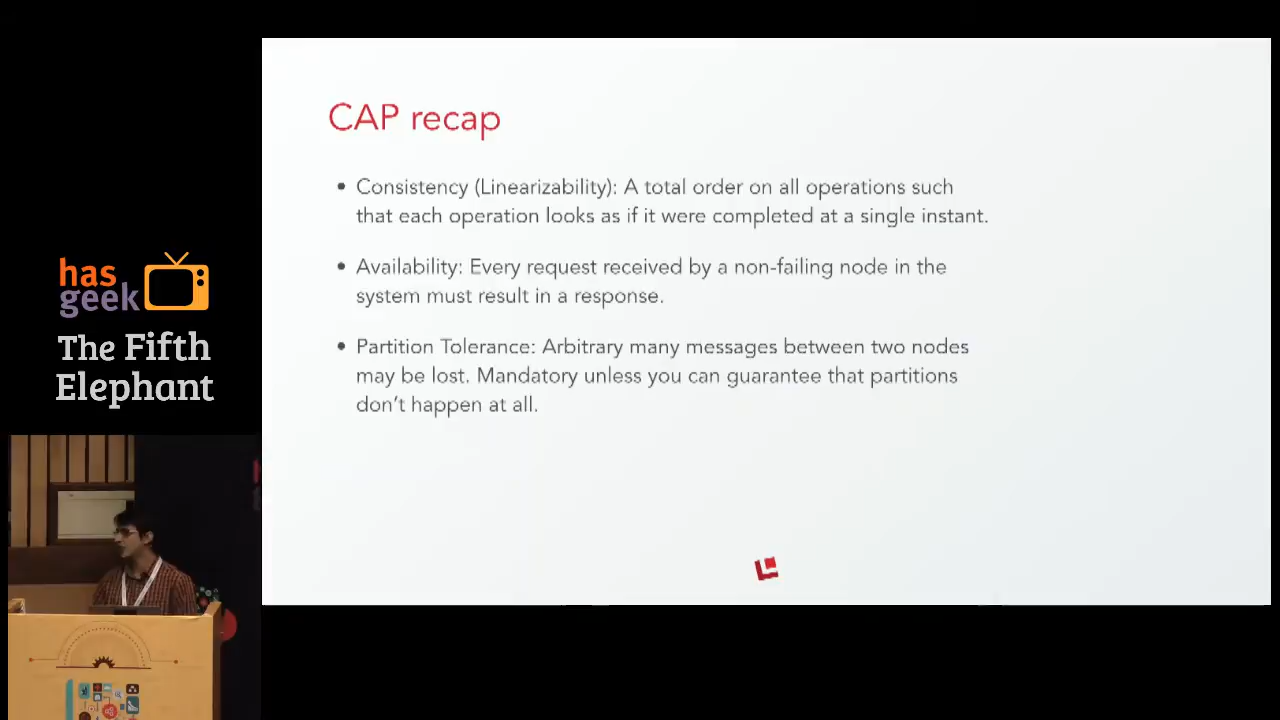 CAP recap
• Consistency (Linearizability): A total order on all operations such
that each operation looks as if it were completed at a single instant.
• Availability: Every request received by a non-failing node in the
system must result in a response.
• Partition Tolerance: Arbitrary many messages between two nodes
may be lost. Mandatory unless you can guarantee that partitions
don't happen at all.
has
geek
The Fifth
Elephant